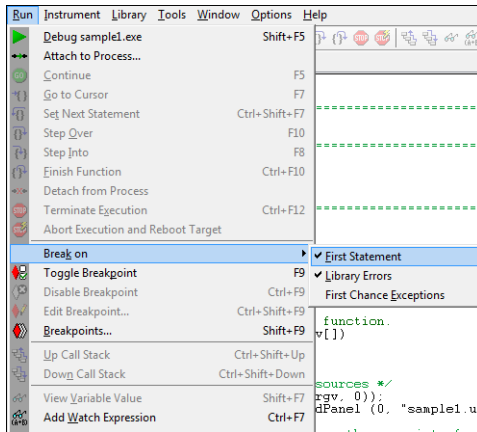 Run Instrument Library Tools Window Options Help
Debug sample1.exe Shift+F5
Attach to Process...
Continue F5
Go to Cursor F7
Set Next Statement Ctrl+Shift+F7
Step Over F10
Step Into F8
Finish Function Ctrl+F10
Detach from Process
Terminate Execution Ctrl+F12
Abort Execution and Reboot Target
Break on
First Statement
Library Errors
First Chance Exceptions
Toggle Breakpoint F9
Disable Breakpoint Ctrl+F9
Edit Breakpoint... Ctrl+Shift+F9
function.
Breakpoints... Shift+F9
v[])
Up Call Stack Ctrl+Shift+Up
Down Call Stack Ctrl+Shift+Down
sources */
rgv, 0));
View Variable Value Shift+F7
dPanel (0, "sample1.u
Add Watch Expression Ctrl+F7